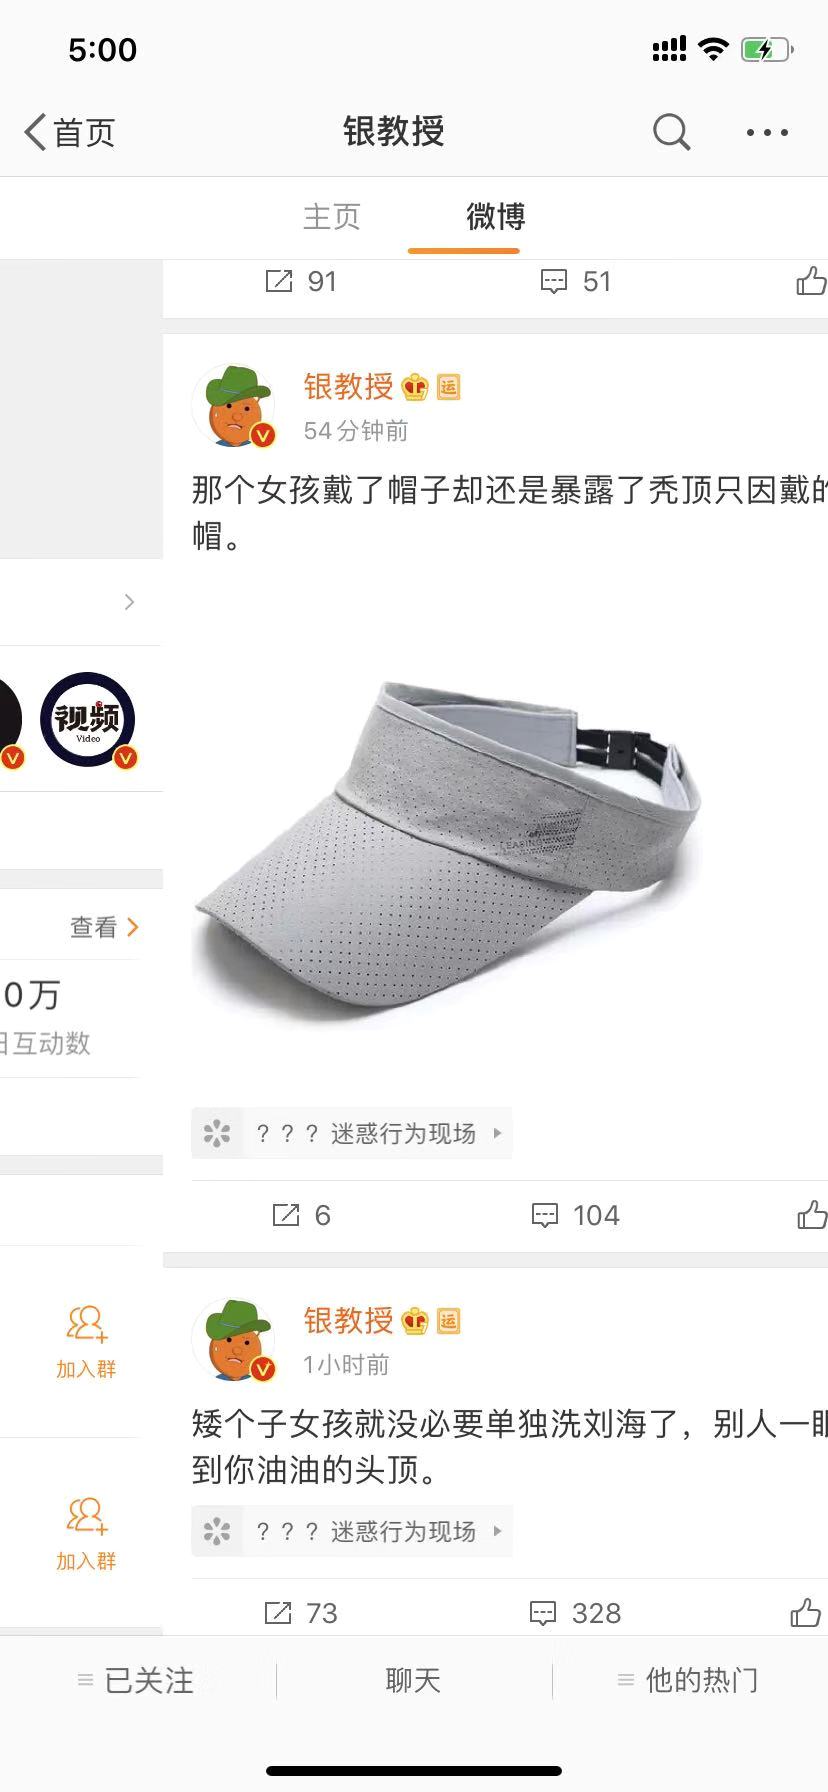 5:00
首页
银教授
主页
微博
91
51
银教授
运
54分钟前
那个女孩戴了帽子却还是暴露了秃顶只因戴的
帽。
视频
Video
查看
0万
日互动数
？？？迷惑行为现场
6
104
加入群
银教授
运
1小时前
矮个子女孩就没必要单独洗刘海了，别人一眼
到你油油的头顶。
？？？迷惑行为现场
加入群
73
328
已关注
聊天
他的热门